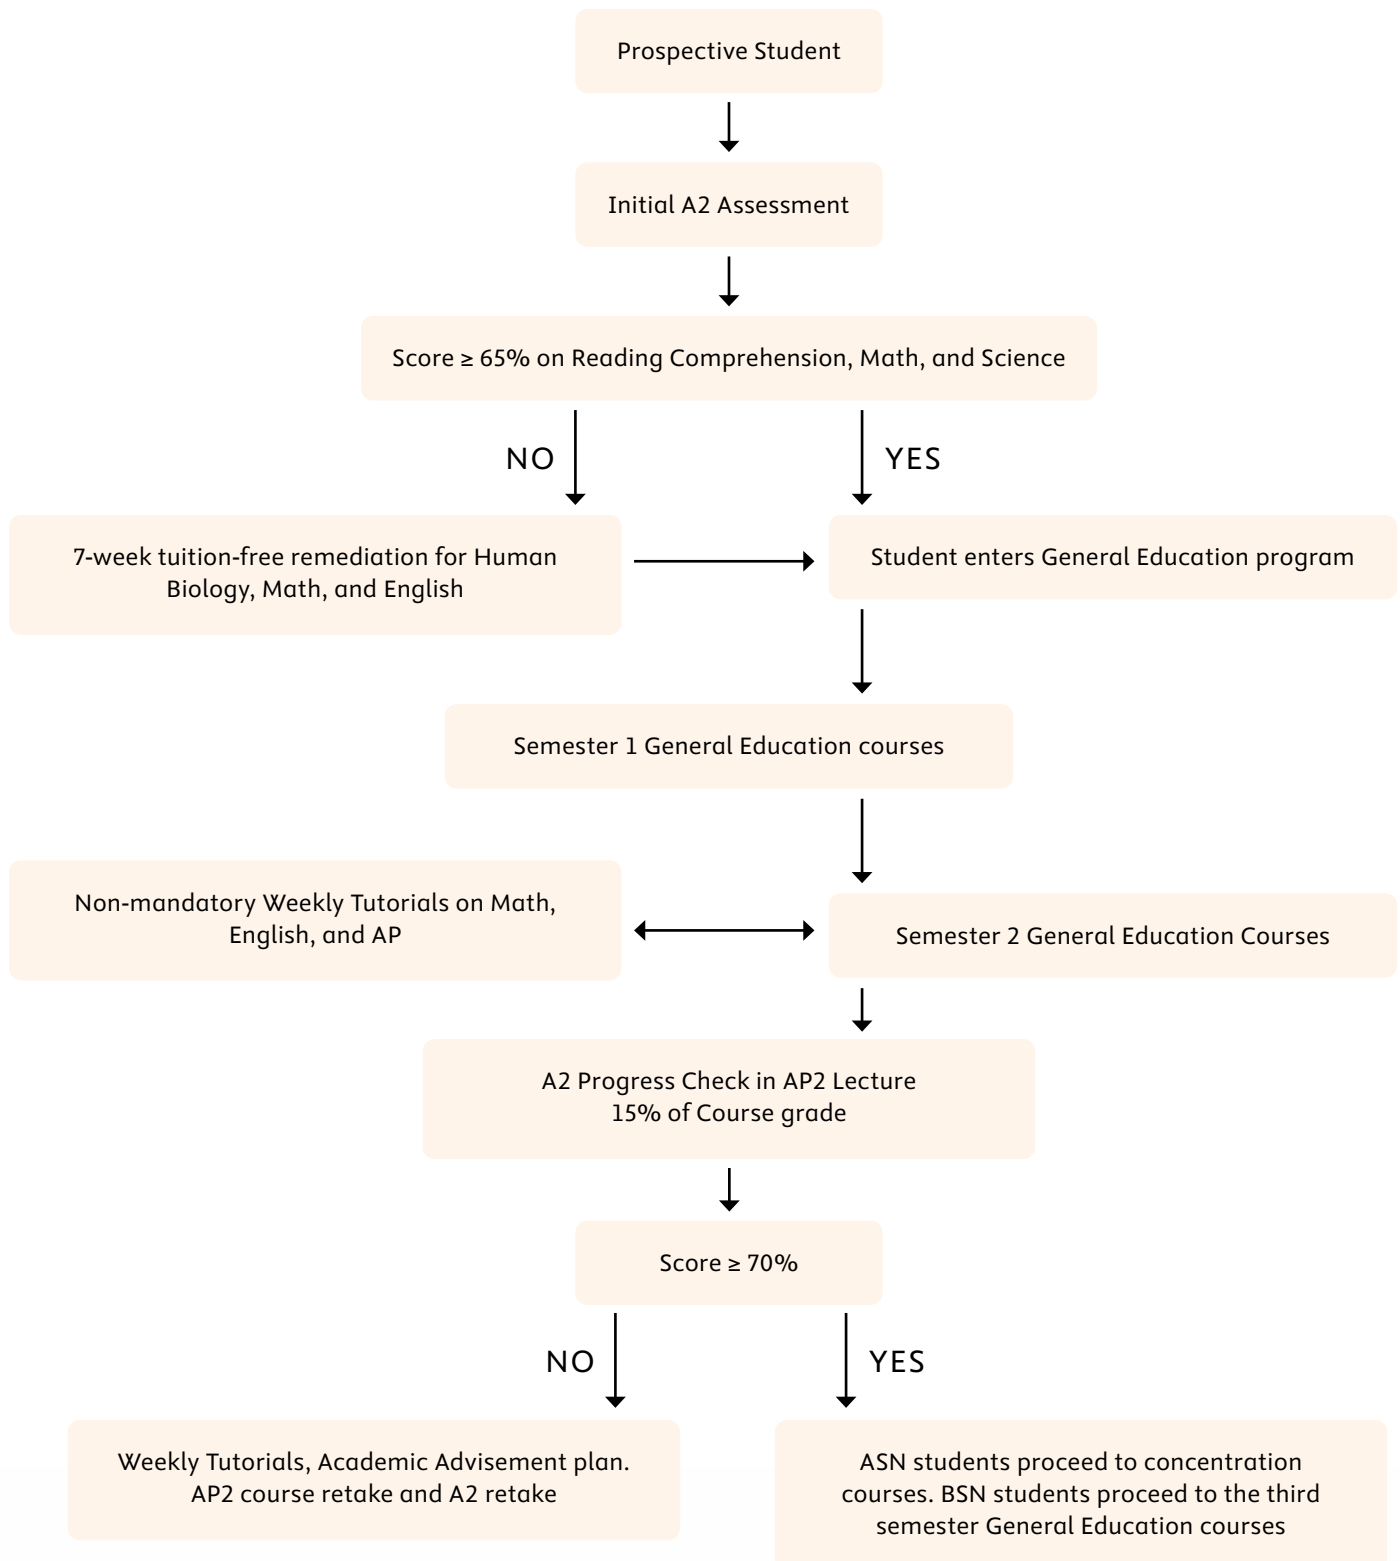 Prospective Student
Initial A2 Assessment
Score ≥ 65% on Reading Comprehension, Math, and Science
NO
YES
7-week tuition-free remediation for Human
Biology, Math, and English
Student enters General Education program
Semester 1 General Education courses
Non-mandatory Weekly Tutorials on Math,
English, and AP
Semester 2 General Education Courses
A2 Progress Check in AP2 Lecture
15% of Course grade
Score ≥ 70%
NO
YES
Weekly Tutorials, Academic Advisement plan.
AP2 course retake and A2 retake
ASN students proceed to concentration
courses. BSN students proceed to the third
semester General Education courses